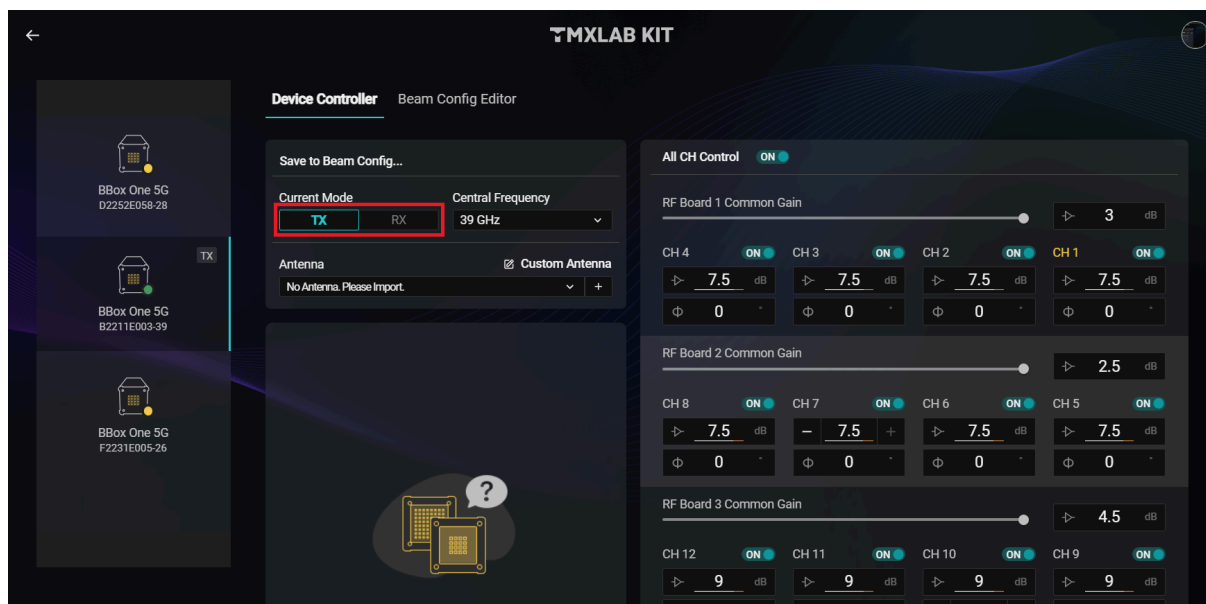 TMXLAB KIT
Device Controller Beam Config Editor
BBox One 5G
D2252E058-28
TX
BBox One 5G
B2211E003-39
BBox One 5G
F2231E005-26
Save to Beam Config...
Current Mode Central Frequency
TX RX 39 GHz
Antenna Custom Antenna
No Antenna. Please Import. +
?
All CH Control ON
RF Board 1 Common Gain 3 dB
CH 4 ON CH 3 ON CH 2 ON CH 1 ON
7.5 dB 7.5 dB 7.5 dB 7.5 dB
Φ 0 ° Φ 0 ° Φ 0 ° Φ 0 °
RF Board 2 Common Gain 2.5 dB
CH 8 ON CH 7 ON CH 6 ON CH 5 ON
7.5 dB − 7.5 + 7.5 dB 7.5 dB
Φ 0 ° Φ 0 ° Φ 0 ° Φ 0 °
RF Board 3 Common Gain 4.5 dB
CH 12 ON CH 11 ON CH 10 ON CH 9 ON
9 dB 9 dB 9 dB 9 dB